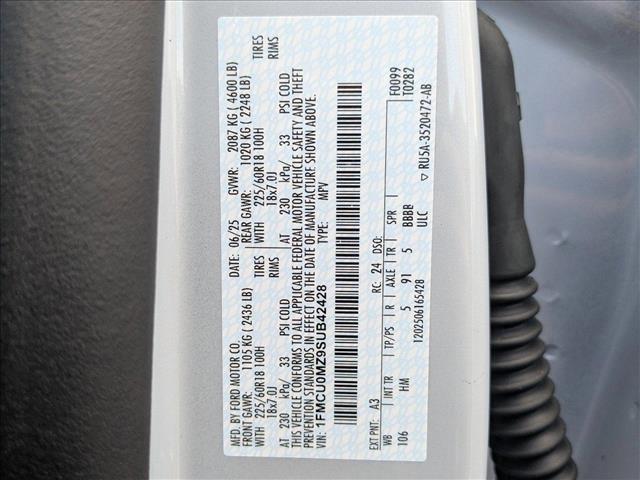 MFD. BY FORD MOTOR CO. DATE: 06/25 GVWR: 2087 KG ( 4600 LB)
FRONT GAWR: 1105 KG ( 2436 LB) REAR GAWR: 1020 KG ( 2248 LB)
WITH 225/60R18 100H TIRES WITH 225/60R18 100H TIRES
18x7.0J RIMS 18x7.0J RIMS
AT 230 kPa/ 33 PSI COLD AT 230 kPa/ 33 PSI COLD
THIS VEHICLE CONFORMS TO ALL APPLICABLE FEDERAL MOTOR VEHICLE SAFETY AND THEFT
PREVENTION STANDARDS IN EFFECT ON THE DATE OF MANUFACTURE SHOWN ABOVE.
VIN: 1FMCU0MZ9SUB42428 TYPE: MPV
F0099
T0282
EXT PNT: A3 RC: 24 DSO:
WB INT TR TP/PS R AXLE TR SPR
106 HM 5 91 5 BBBB
ULC
1202506165428 ▽ RU5A-3520472-AB